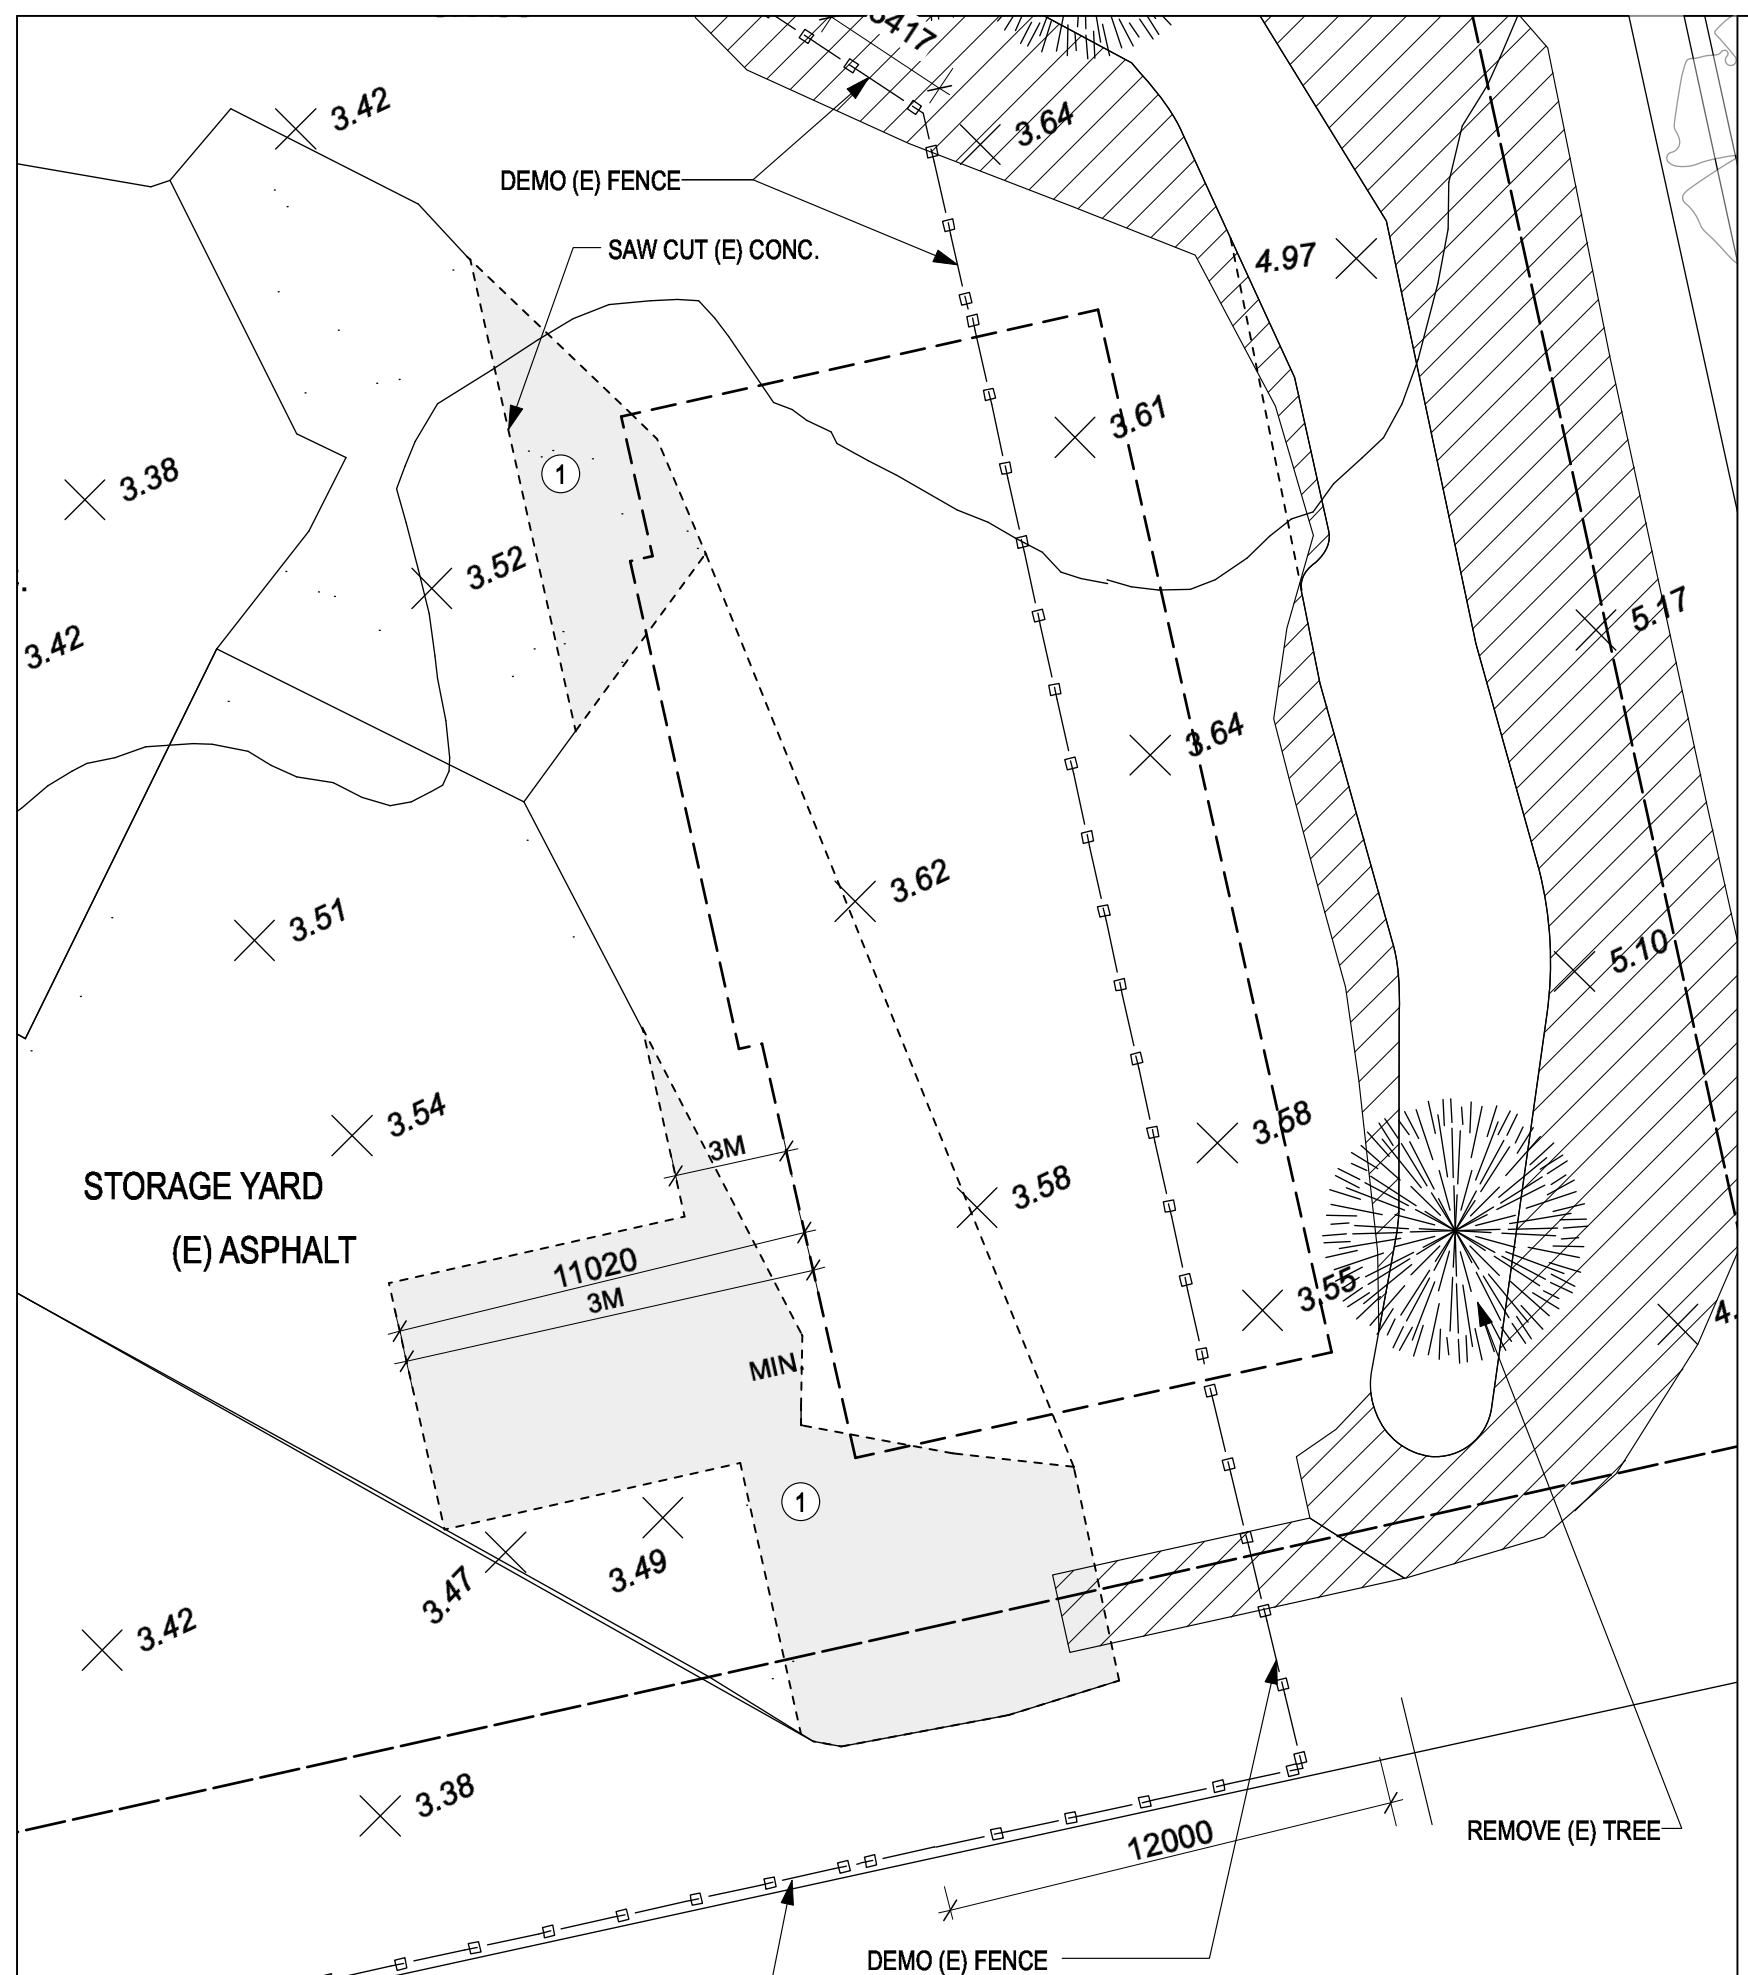 3.42
3.64
DEMO (E) FENCE
SAW CUT (E) CONC.
4.97
3.61
1
3.38
3.52
3.42
5.17
3.64
3.62
3.51
5.10
3.54
3.58
3M
STORAGE YARD
3.58
(E) ASPHALT
11020
3M
3.55
MIN.
1
3.49
3.47
3.42
3.38
12000
REMOVE (E) TREE
DEMO (E) FENCE